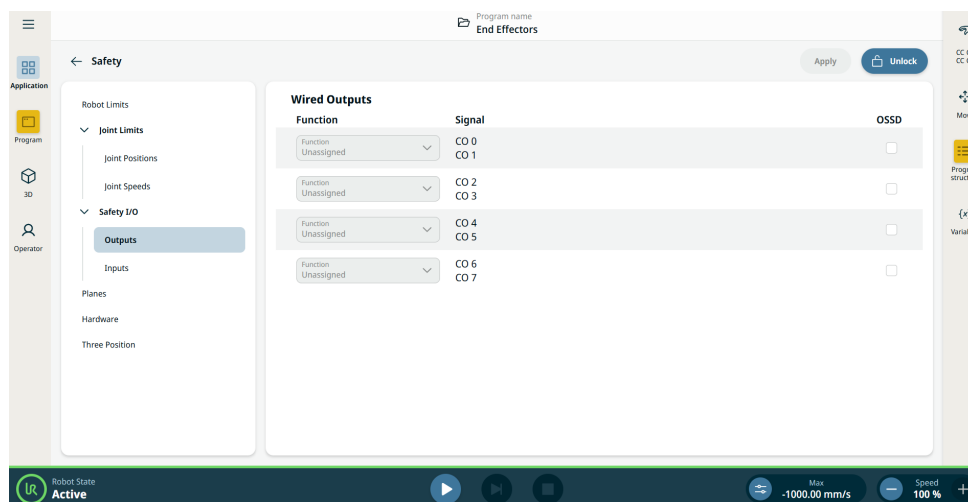 Program name
End Effectors
Safety
Apply
Unlock
Application
Program
3D
Operator
Robot Limits
Joint Limits
Joint Positions
Joint Speeds
Safety I/O
Outputs
Inputs
Planes
Hardware
Three Position
Wired Outputs
Function Signal OSSD
Function
Unassigned
CO 0
CO 1
Function
Unassigned
CO 2
CO 3
Function
Unassigned
CO 4
CO 5
Function
Unassigned
CO 6
CO 7
CC
CC
Robot State
Active
Max
-1000.00 mm/s
Speed
100 %